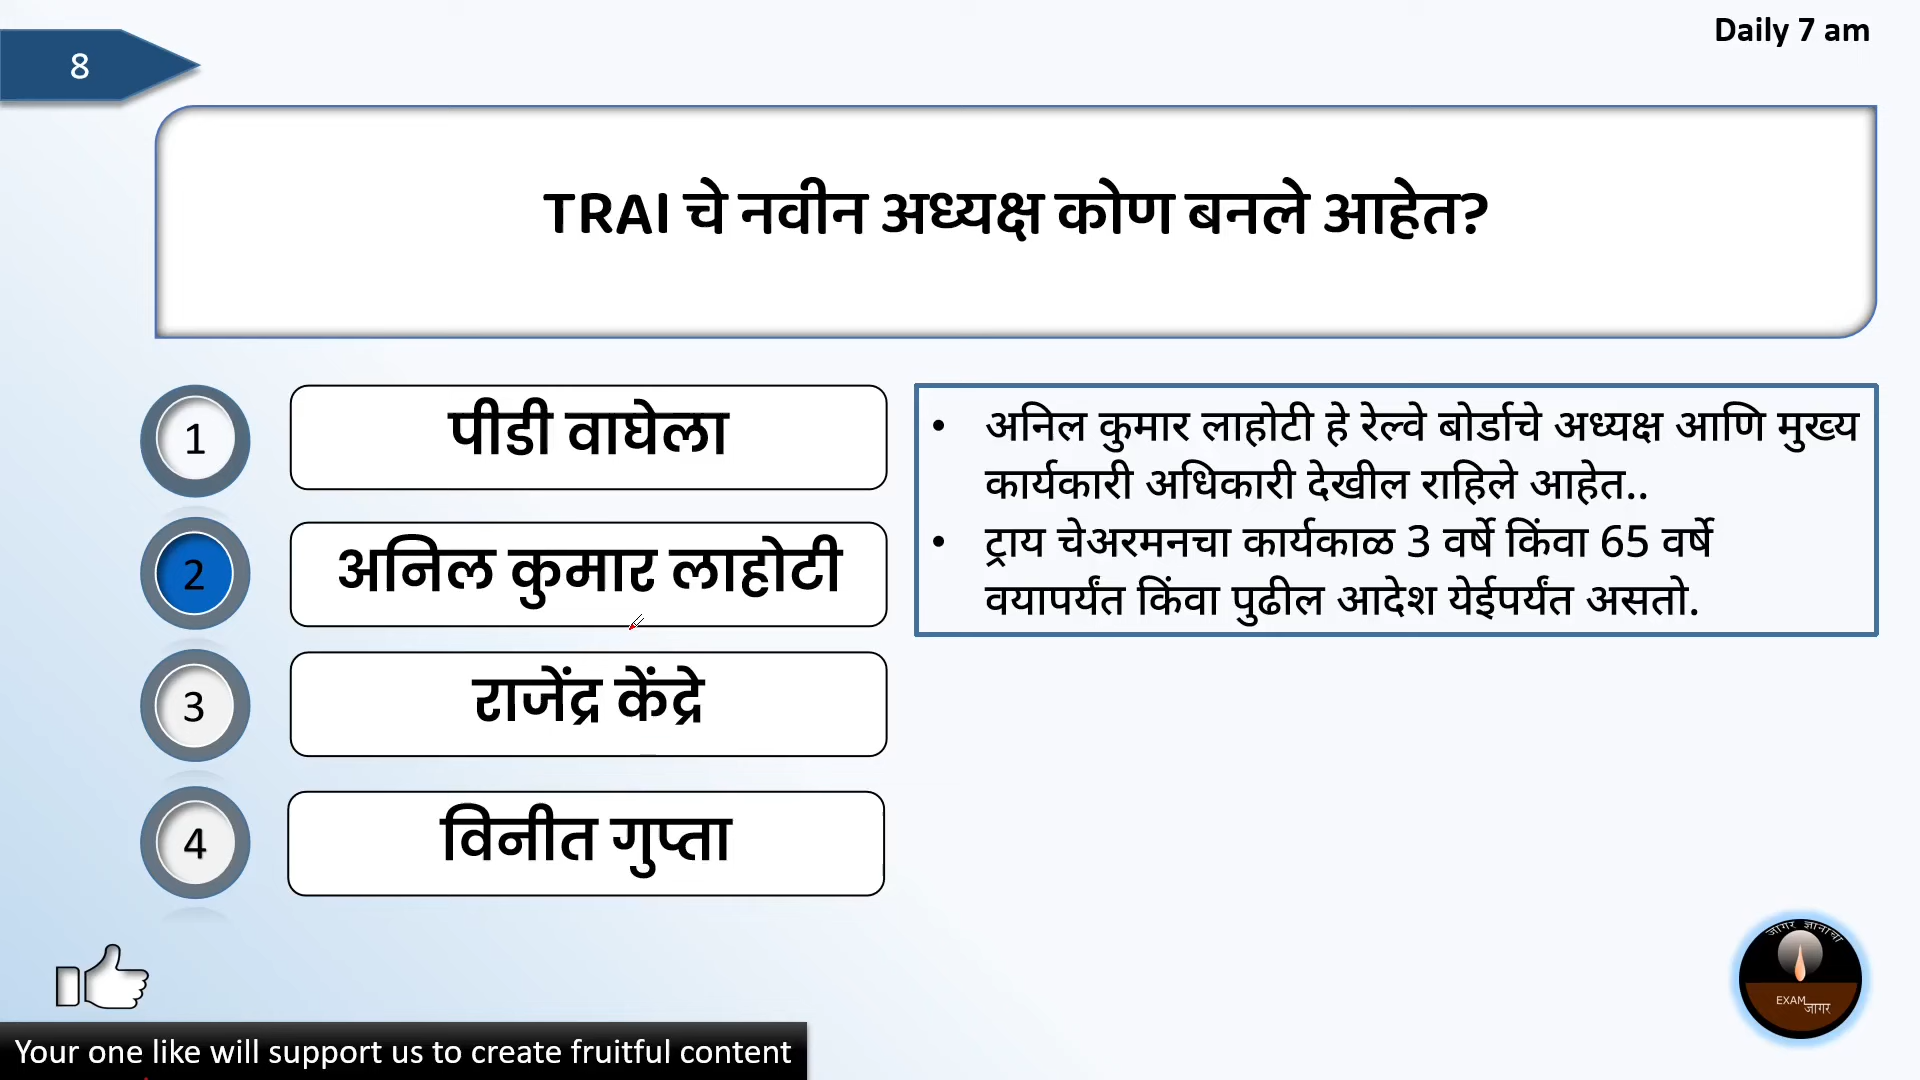 Daily 7 am
8
TRAI चे नवीन अध्यक्ष कोण बनले आहेत?
1
पीडी वाघेला
2
अनिल कुमार लाहोटी
3
राजेंद्र केंद्रे
4
विनीत गुप्ता
• अनिल कुमार लाहोटी हे रेल्वे बोर्डाचे अध्यक्ष आणि मुख्य
कार्यकारी अधिकारी देखील राहिले आहेत..
• ट्राय चेअरमनचा कार्यकाळ 3 वर्षे किंवा 65 वर्षे
वयापर्यंत किंवा पुढील आदेश येईपर्यंत असतो.
जागर ज्ञानाचा
EXAM
जागर
Your one like will support us to create fruitful content